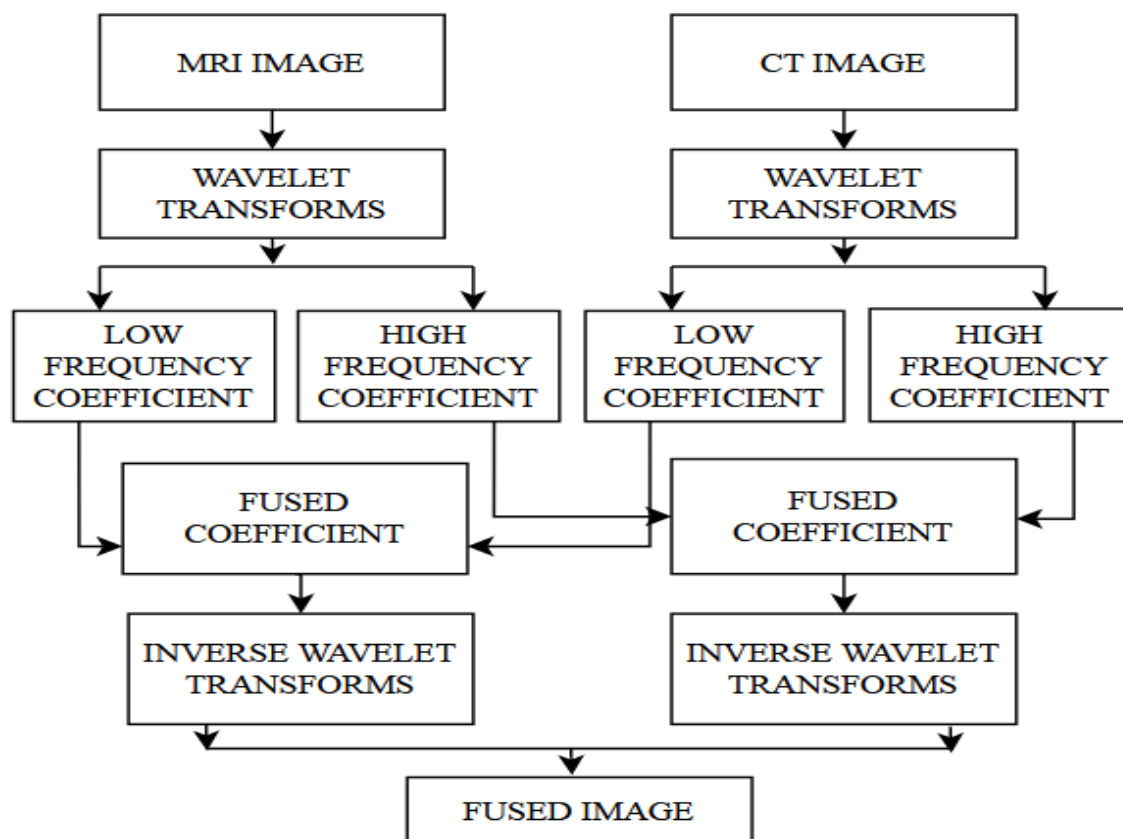 MRI IMAGE
CT IMAGE
WAVELET
TRANSFORMS
WAVELET
TRANSFORMS
LOW
FREQUENCY
COEFFICIENT
HIGH
FREQUENCY
COEFFICIENT
LOW
FREQUENCY
COEFFICIENT
HIGH
FREQUENCY
COEFFICIENT
FUSED
COEFFICIENT
FUSED
COEFFICIENT
INVERSE WAVELET
TRANSFORMS
INVERSE WAVELET
TRANSFORMS
FUSED IMAGE